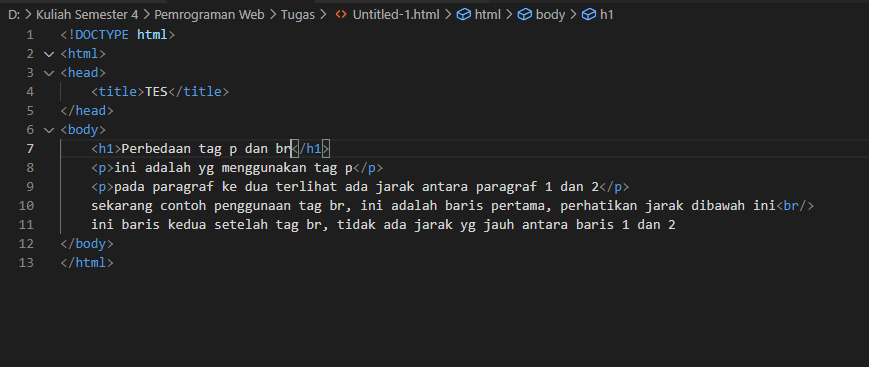 D: > Kuliah Semester 4 > Pemrograman Web > Tugas > <> Untitled-1.html > html > body > h1
1 <!DOCTYPE html>
2 <html>
3 <head>
4 <title>TES</title>
5 </head>
6 <body>
7 <h1>Perbedaan tag p dan br</h1>
8 <p>ini adalah yg menggunakan tag p</p>
9 <p>pada paragraf ke dua terlihat ada jarak antara paragraf 1 dan 2</p>
10 sekarang contoh penggunaan tag br, ini adalah baris pertama, perhatikan jarak dibawah ini<br/>
11 ini baris kedua setelah tag br, tidak ada jarak yg jauh antara baris 1 dan 2
12 </body>
13 </html>